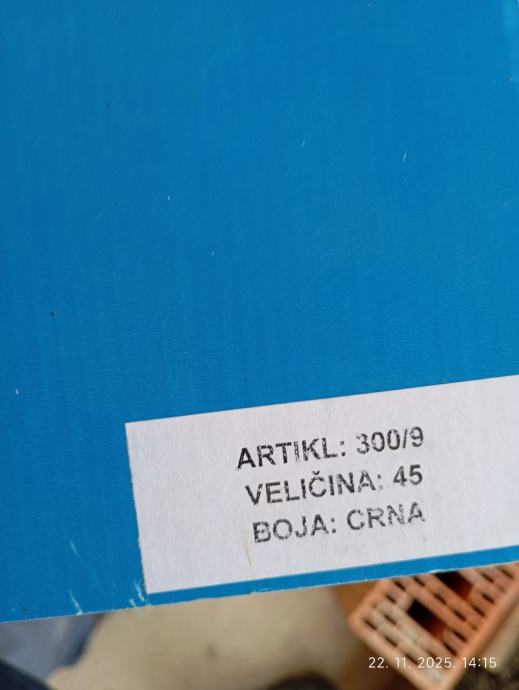 ARTIKL: 300/9
VELIČINA: 45
BOJA: CRNA
22. 11. 2025. 14:15